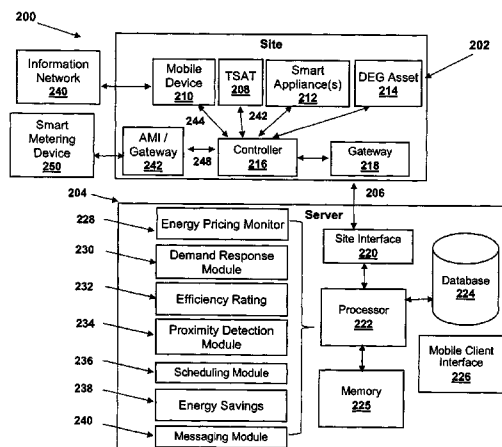 200
Site
Information
Network
240
Mobile
Device
210
TSAT
208
Smart
Appliance(s)
212
DEG Asset
214
202
244
242
Smart
Metering
Device
250
AMI /
Gateway
242
248
Controller
216
Gateway
218
204
206
Server
228
Energy Pricing Monitor
230
Demand Response
Module
232
Efficiency Rating
234
Proximity Detection
Module
236
Scheduling Module
238
Energy Savings
240
Messaging Module
Site Interface
220
Processor
222
Memory
225
Database
224
Mobile Client
Interface
226